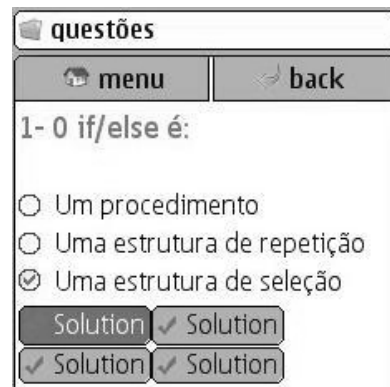 questões
menu back
1- O if/else é:
Um procedimento
Uma estrutura de repetição
Uma estrutura de seleção
Solution Solution
Solution Solution